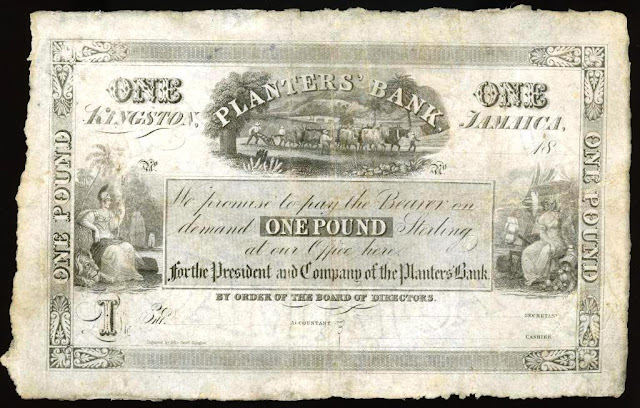 ONE
PLANTERS' BANK.
ONE
KINGSTON,
JAMAICA,
18
No.
No.
We promise to pay the Bearer on
demand ONE POUND Sterling
at our Office here
For the President and Company of the Planters Bank.
BY ORDER OF THE BOARD OF DIRECTORS.
ONE POUND
ONE POUND
1
ACCOUNTANT
SECRETARY
CASHIER